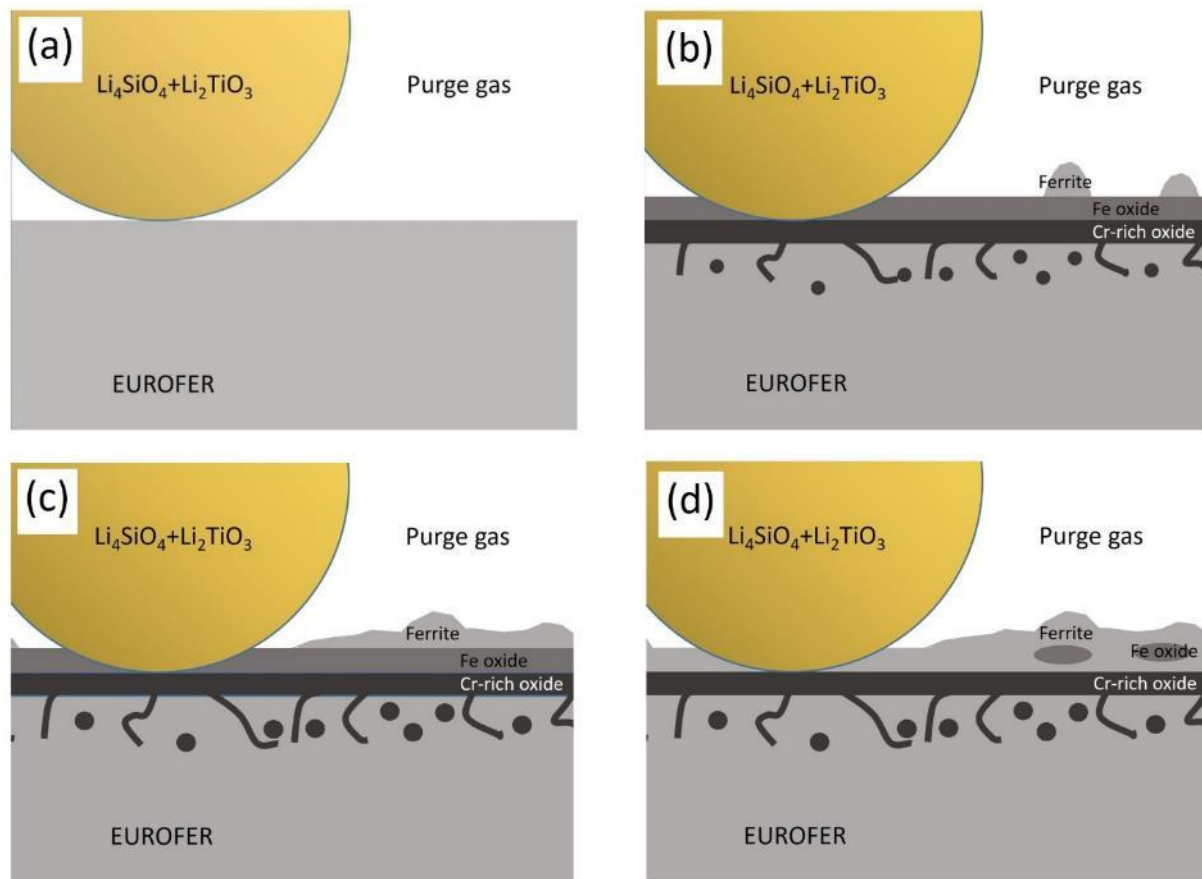 (a)
Li₄SiO₄+Li₂TiO₃
Purge gas
EUROFER
(b)
Li₄SiO₄+Li₂TiO₃
Purge gas
Ferrite
Fe oxide
Cr-rich oxide
EUROFER
(c)
Li₄SiO₄+Li₂TiO₃
Purge gas
Ferrite
Fe oxide
Cr-rich oxide
EUROFER
(d)
Li₄SiO₄+Li₂TiO₃
Purge gas
Ferrite
Fe oxide
Cr-rich oxide
EUROFER